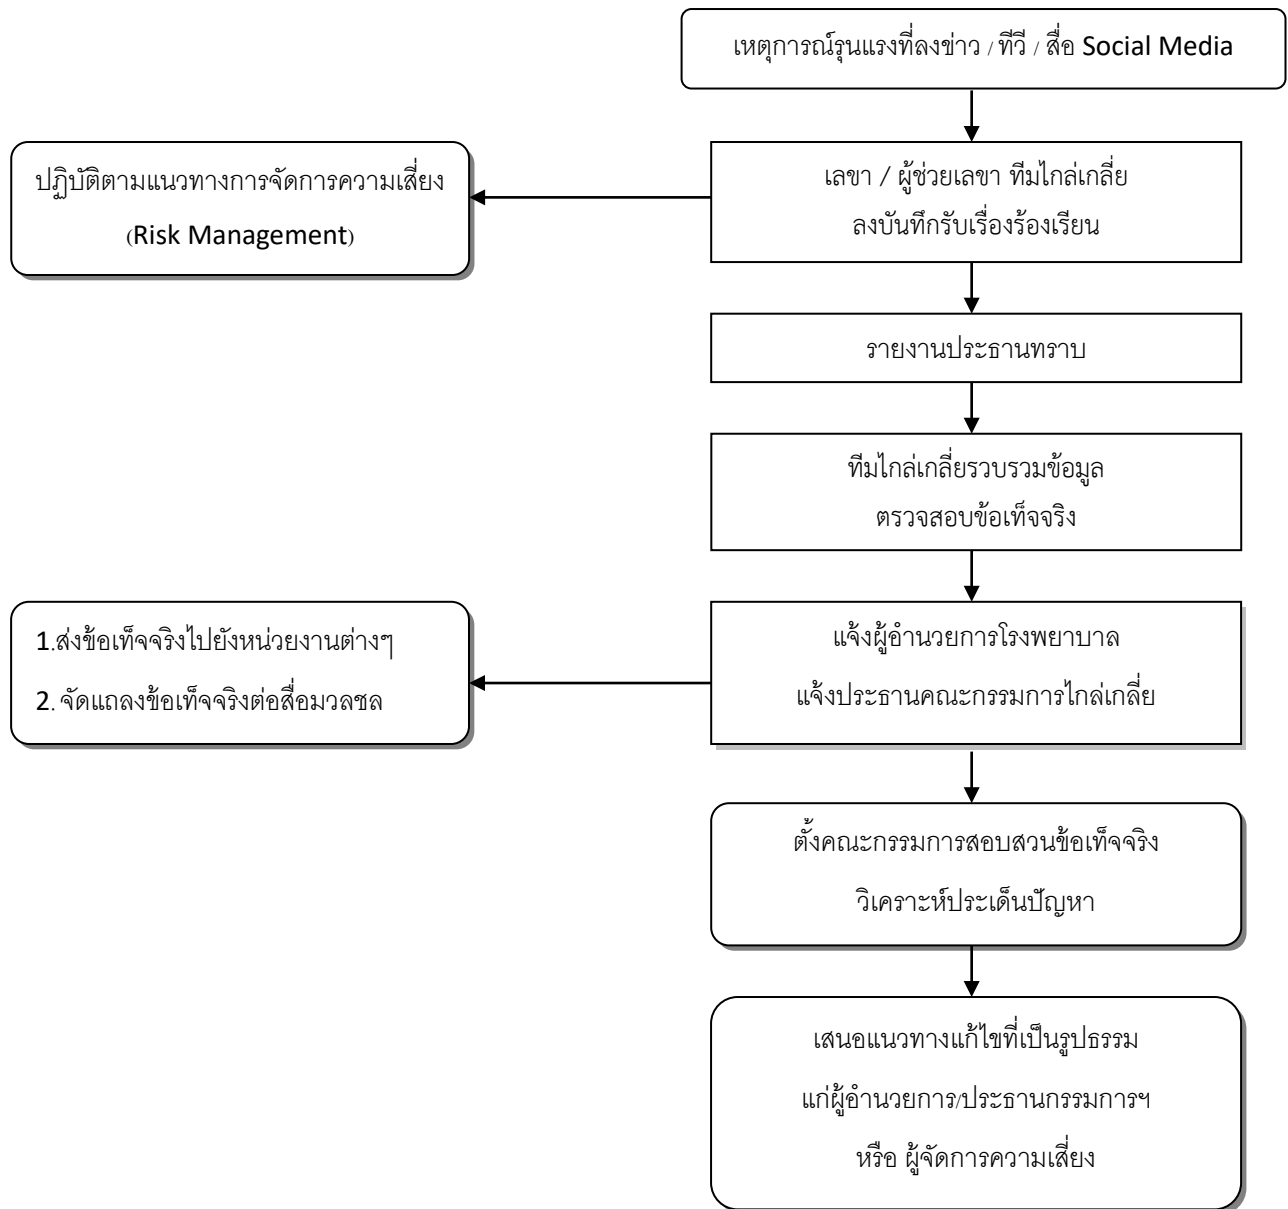 เหตุการณ์รุนแรงที่ลงข่าว / ทีวี / สื่อ Social Media
เลขา / ผู้ช่วยเลขา ทีมไกล่เกลี่ย
ลงบันทึกรับเรื่องร้องเรียน
ปฏิบัติตามแนวทางการจัดการความเสี่ยง
(Risk Management)
รายงานประธานทราบ
ทีมไกล่เกลี่ยรวบรวมข้อมูล
ตรวจสอบข้อเท็จจริง
แจ้งผู้อำนวยการโรงพยาบาล
แจ้งประธานคณะกรรมการไกล่เกลี่ย
1.ส่งข้อเท็จจริงไปยังหน่วยงานต่างๆ
2. จัดแถลงข้อเท็จจริงต่อสื่อมวลชล
ตั้งคณะกรรมการสอบสวนข้อเท็จจริง
วิเคราะห์ประเด็นปัญหา
เสนอแนวทางแก้ไขที่เป็นรูปธรรม
แก่ผู้อำนวยการ/ประธานกรรมการฯ
หรือ ผู้จัดการความเสี่ยง